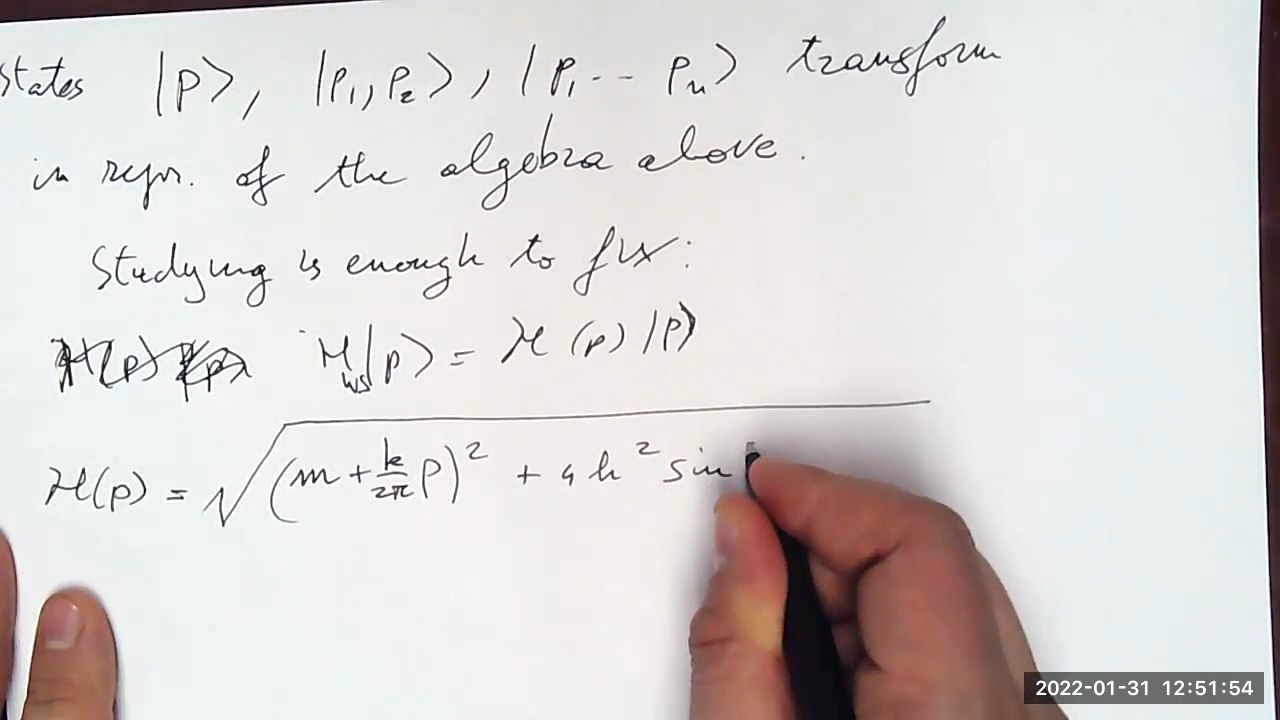 states |p>, |p₁,p₂>, |p₁.-- pₙ> transform
in repr. of the algebra above.
Studying is enough to fix:
H_ws|p> = H(p)|p>
H(p) = √(m+k/2π p)² + 4h² sin
2022-01-31 12:51:54